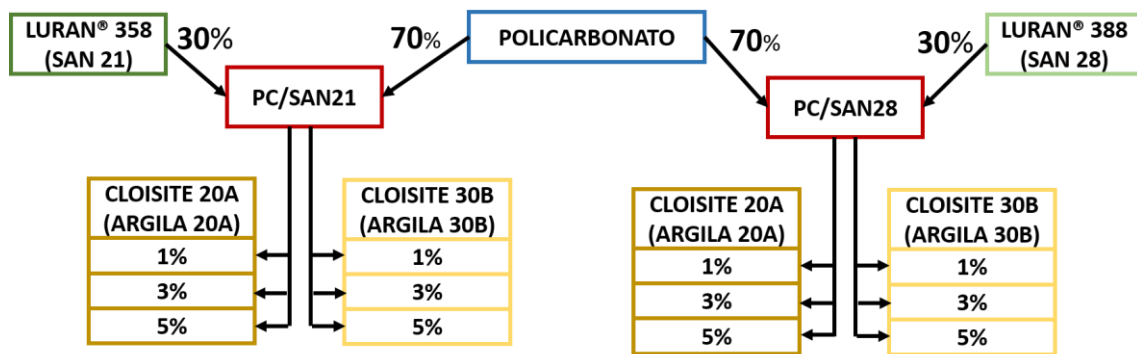 LURAN® 358
(SAN 21)
30%
70%
POLICARBONATO
70%
30%
LURAN® 388
(SAN 28)
PC/SAN21
PC/SAN28
CLOISITE 20A
(ARGILA 20A)
1%
3%
5%
CLOISITE 30B
(ARGILA 30B)
1%
3%
5%
CLOISITE 20A
(ARGILA 20A)
1%
3%
5%
CLOISITE 30B
(ARGILA 30B)
1%
3%
5%